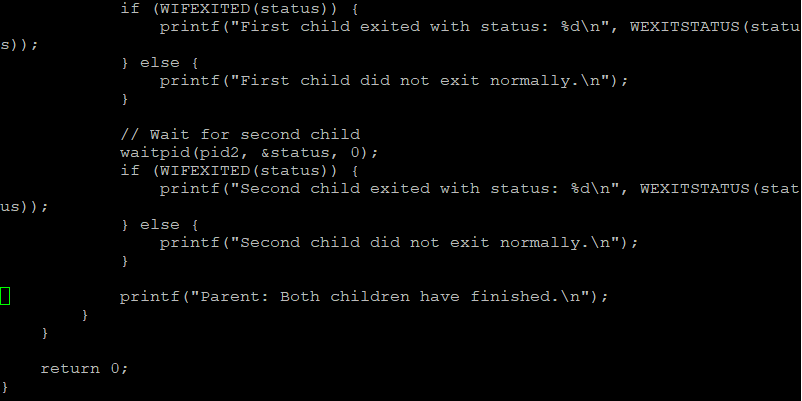 if (WIFEXITED(status)) {
                printf("First child exited with status: %d\n", WEXITSTATUS(statu
s));
            } else {
                printf("First child did not exit normally.\n");
            }

            // Wait for second child
            waitpid(pid2, &status, 0);
            if (WIFEXITED(status)) {
                printf("Second child exited with status: %d\n", WEXITSTATUS(stat
us));
            } else {
                printf("Second child did not exit normally.\n");
            }

            printf("Parent: Both children have finished.\n");
        }
    }

    return 0;
}